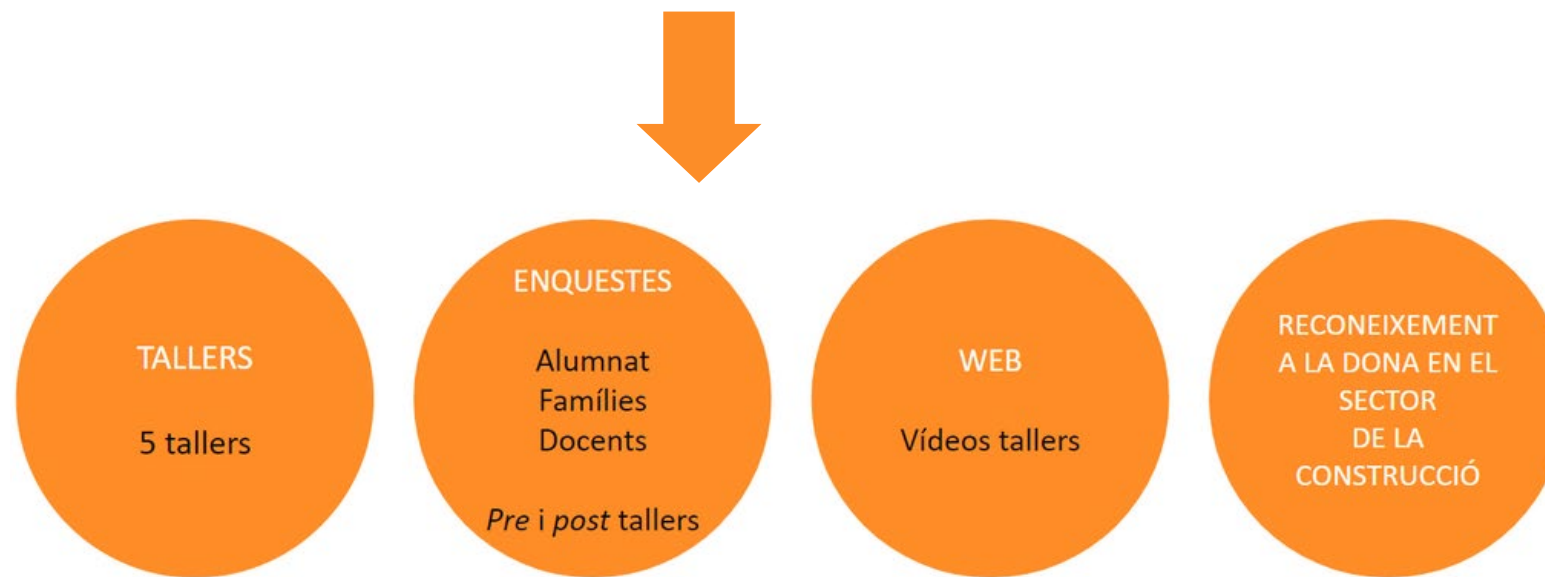 TALLERS
5 tallers
ENQUESTES
Alumnat
Famílies
Docents
Pre i post tallers
WEB
Vídeos tallers
RECONEIXEMENT
A LA DONA EN EL
SECTOR
DE LA
CONSTRUCCIÓ